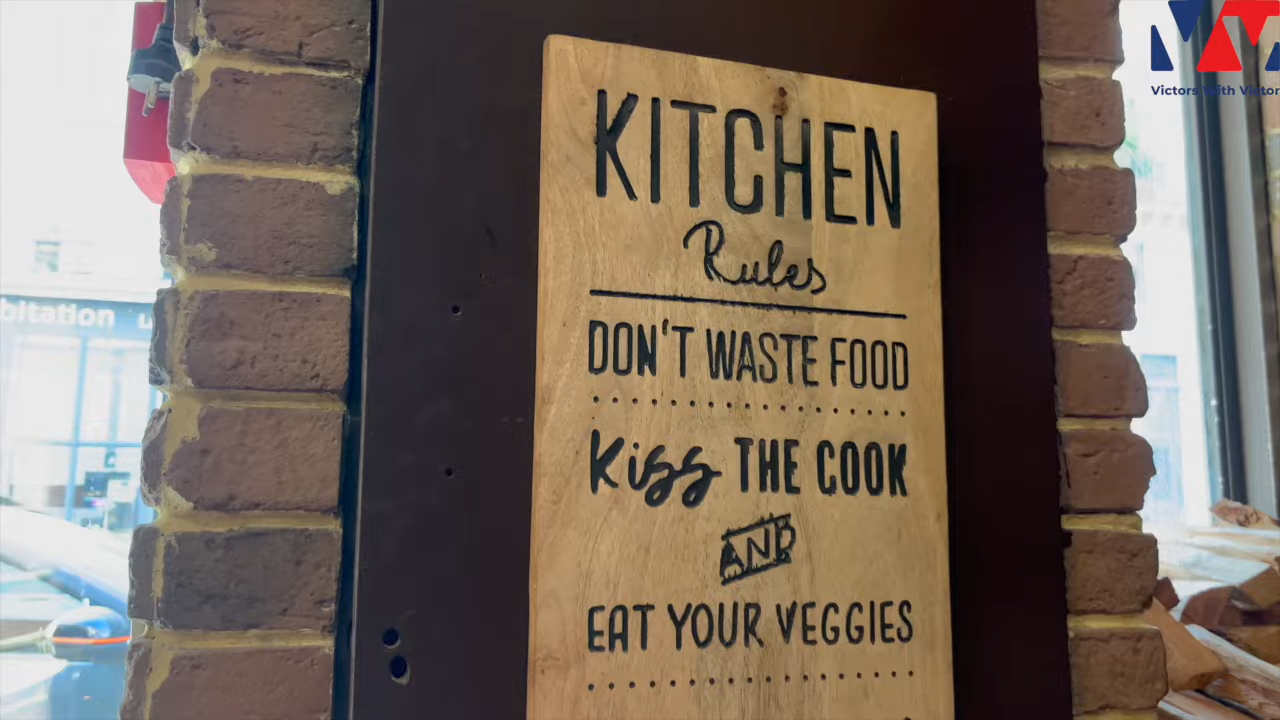 Victors With Victor
KITCHEN
Rules
DON'T WASTE FOOD
Kiss THE COOK
AND
EAT YOUR VEGGIES
bitation